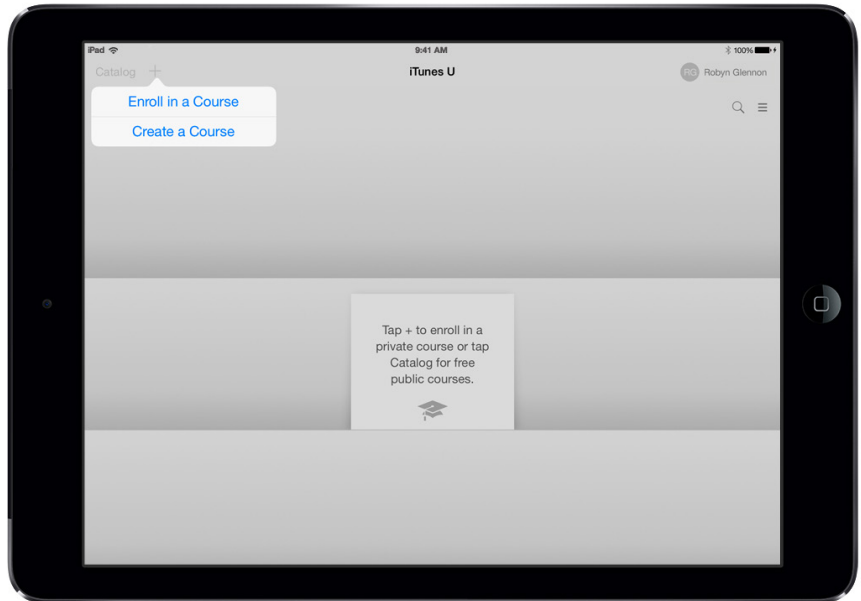 iPad 9:41 AM 100%
Catalog + iTunes U RG Robyn Glennon
Enroll in a Course
Create a Course
Tap + to enroll in a
private course or tap
Catalog for free
public courses.